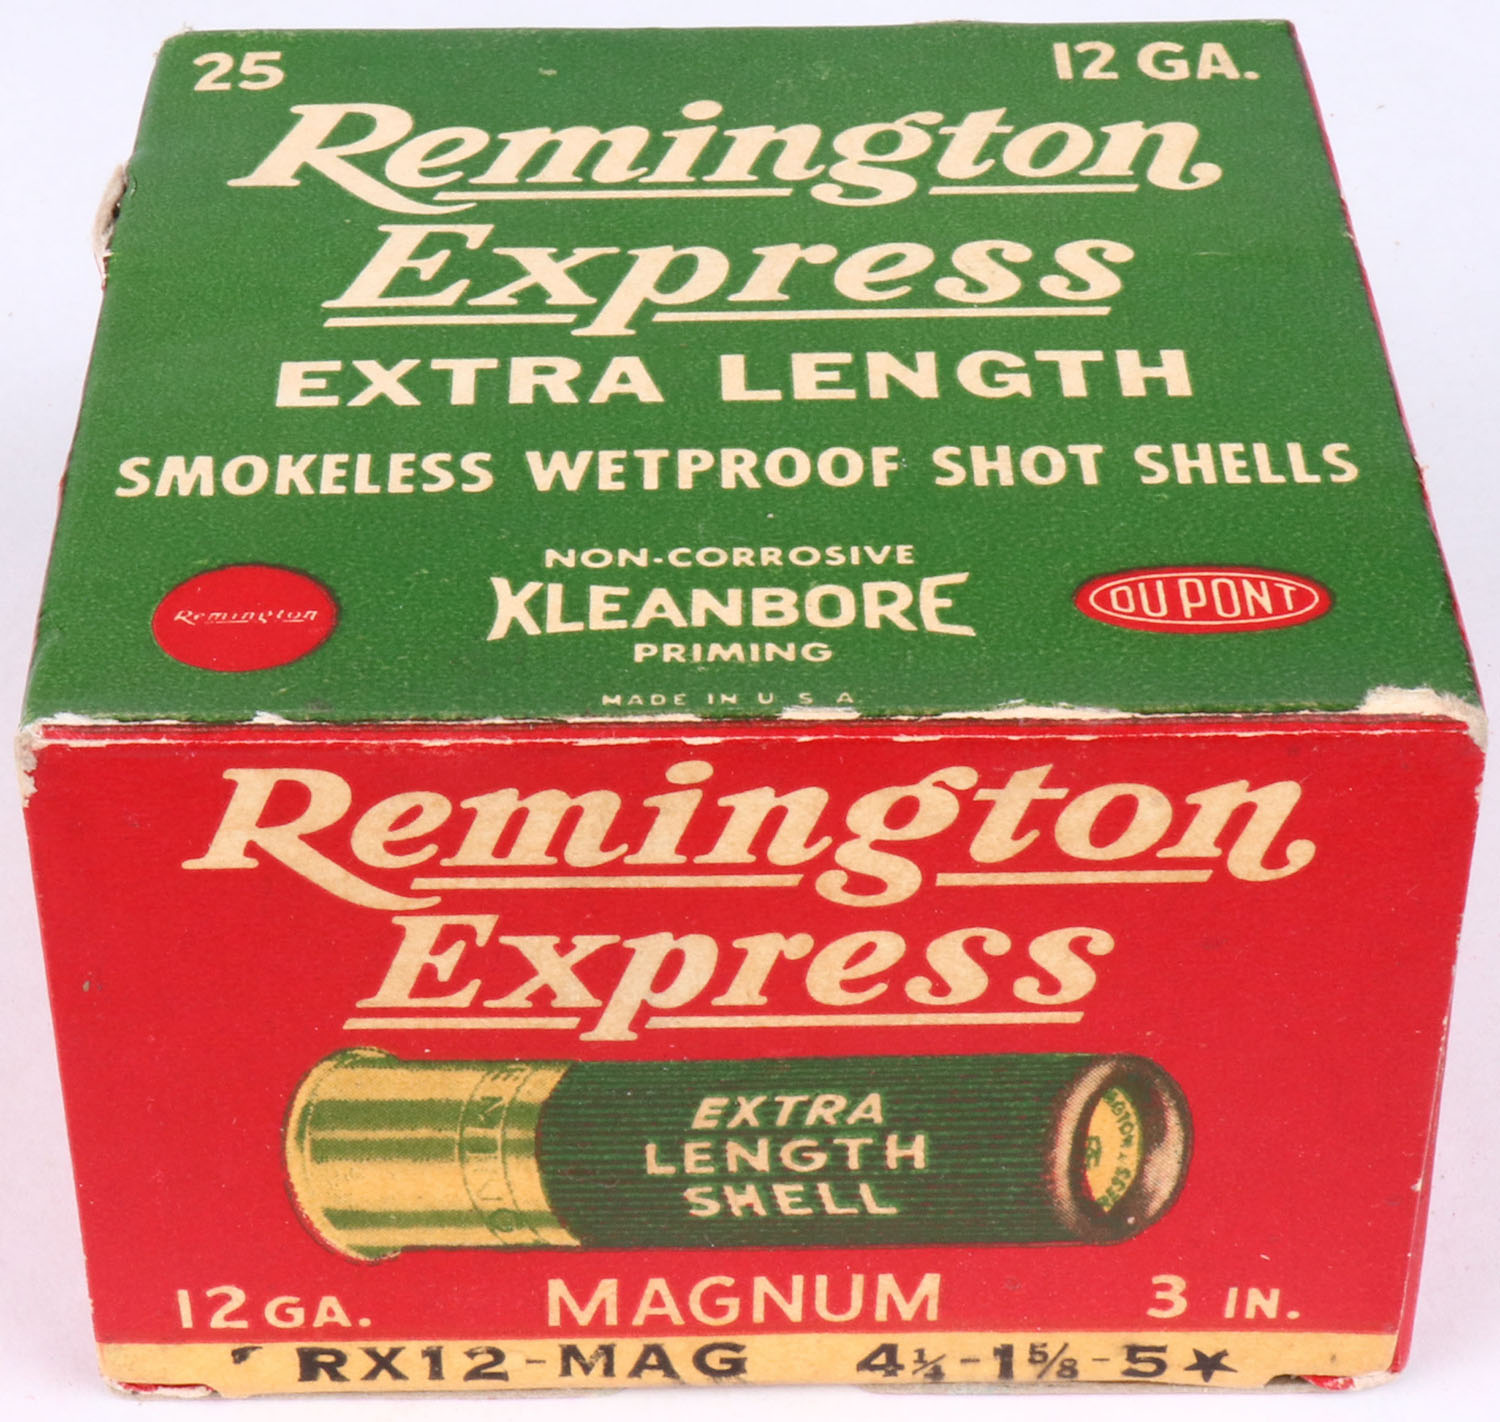 25 12 GA.
Remington
Express
EXTRA LENGTH
SMOKELESS WETPROOF SHOT SHELLS
NON-CORROSIVE
KLEANBORE
PRIMING
Remington
DU PONT
MADE IN U S A
Remington
Express
EXTRA
LENGTH
SHELL
12 GA. MAGNUM 3 IN.
RX12-MAG 4¼-1⅝-5★